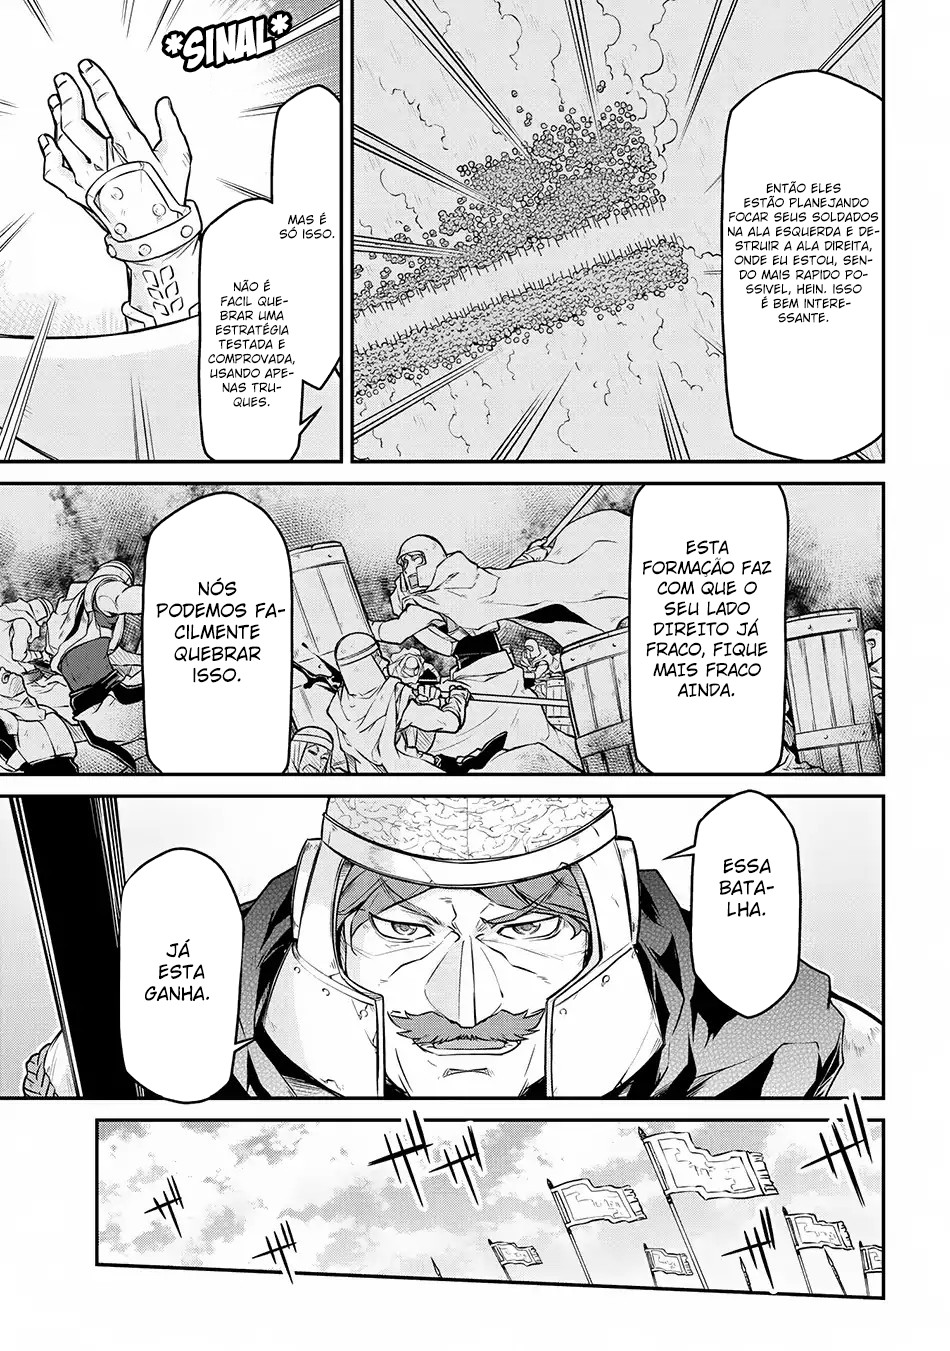 ENTÃO ELES
ESTÃO PLANEJANDO
FOCAR SEUS SOLDADOS
NA ALA ESQUERDA E DE-
STRUIR A ALA DIREITA,
ONDE EU ESTOU, SEN-
DO MAIS RAPIDO PO-
SSIVEL, HEIN. ISSO
É BEM INTERE-
SSANTE.
*SINAL*
MAS É
SÓ ISSO.
NÃO É
FACIL QUE-
BRAR UMA
ESTRATÉGIA
TESTADA E
COMPROVADA,
USANDO APE-
NAS TRU-
QUES.
ESTA
FORMAÇÃO FAZ
COM QUE O
SEU LADO
DIREITO JÁ
FRACO, FIQUE
MAIS FRACO
AINDA.
NÓS
PODEMOS FA-
CILMENTE
QUEBRAR
ISSO.
ESSA
BATA-
LHA.
JÁ
ESTA
GANHA.